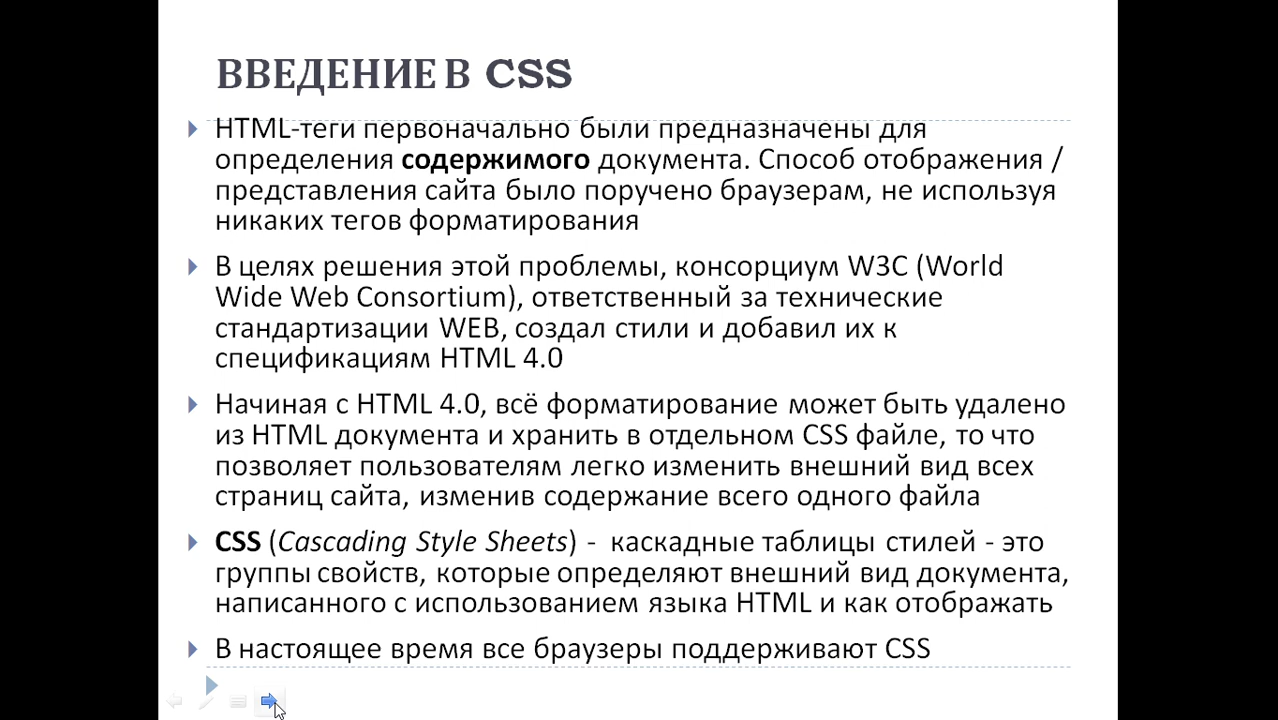 ВВЕДЕНИЕ В CSS
HTML-теги первоначально были предназначены для
определения содержимого документа. Способ отображения /
представления сайта было поручено браузерам, не используя
никаких тегов форматирования
В целях решения этой проблемы, консорциум W3C (World
Wide Web Consortium), ответственный за технические
стандартизации WEB, создал стили и добавил их к
спецификациям HTML 4.0
Начиная с HTML 4.0, всё форматирование может быть удалено
из HTML документа и хранить в отдельном CSS файле, то что
позволяет пользователям легко изменить внешний вид всех
страниц сайта, изменив содержание всего одного файла
CSS (Cascading Style Sheets) - каскадные таблицы стилей - это
группы свойств, которые определяют внешний вид документа,
написанного с использованием языка HTML и как отображать
В настоящее время все браузеры поддерживают CSS